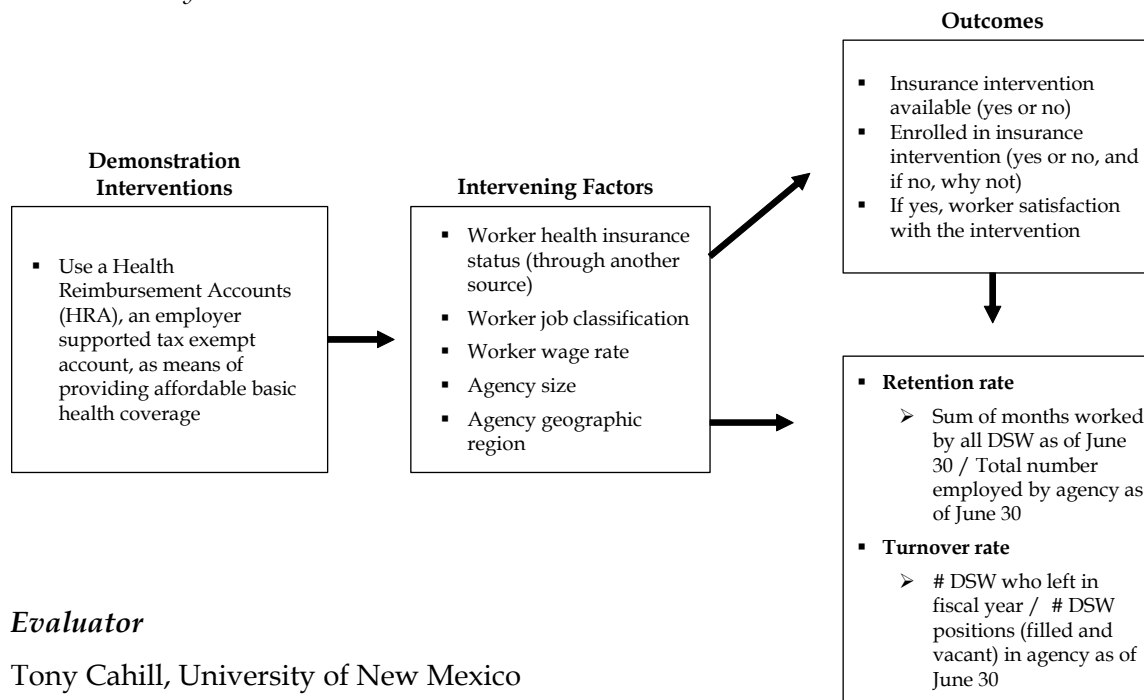 Demonstration
Interventions
▪ Use a Health
Reimbursement Accounts
(HRA), an employer
supported tax exempt
account, as means of
providing affordable basic
health coverage
Intervening Factors
▪ Worker health insurance
status (through another
source)
▪ Worker job classification
▪ Worker wage rate
▪ Agency size
▪ Agency geographic
region
Outcomes
▪ Insurance intervention
available (yes or no)
▪ Enrolled in insurance
intervention (yes or no, and
if no, why not)
▪ If yes, worker satisfaction
with the intervention
▪ Retention rate
➢ Sum of months worked
by all DSW as of June
30 / Total number
employed by agency as
of June 30
▪ Turnover rate
➢ # DSW who left in
fiscal year / # DSW
positions (filled and
vacant) in agency as of
June 30
Evaluator
Tony Cahill, University of New Mexico